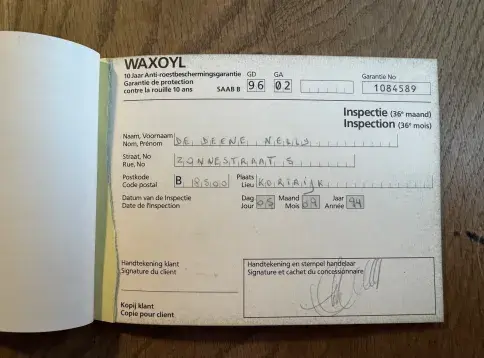 WAXOYL
10 Jaar Anti-roestbeschermingsgarantie GD GA Garantie No
Garantie de protection
contre la rouille 10 ans SAAB B 96 02 1084589
Inspectie (36e maand)
Inspection (36e mois)
Naam, Voornaam
Nom, Prénom DE DEENE NELLY
Straat, No
Rue, No ZONNESTRAAT 5
Postkode Plaats
Code postal B 8500 Lieu KORTRIJK
Datum van de Inspectie Dag Maand Jaar
Date de l'inspection Jour 05 Mois 09 Année 94
Handtekening klant Handtekening en stempel handelaar
Signature du client Signature et cachet du concessionnaire
Kopij klant
Copie pour client